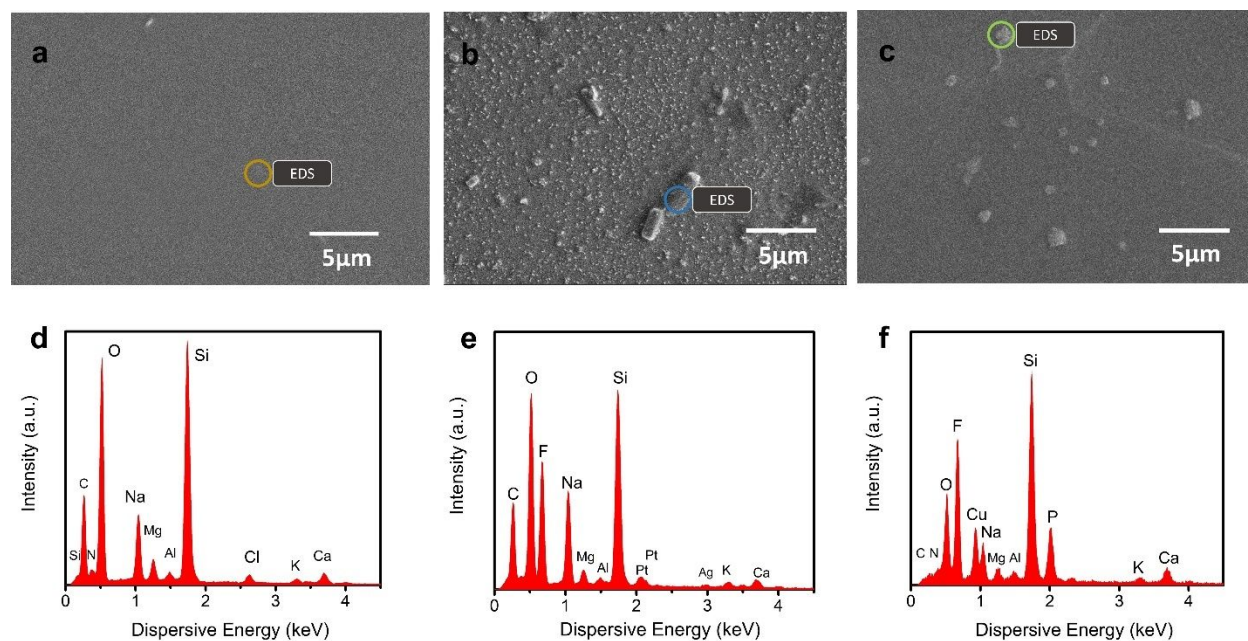 a
EDS
5μm
b
EDS
5μm
c
EDS
5μm
d
O
Si
C
Na
Mg
Si
N
Al
Cl
K
Ca
0 1 2 3 4
Dispersive Energy (keV)
Intensity (a.u.)
e
O
Si
F
C
Na
Mg
Al
Pt
Pt
Ag
K
Ca
0 1 2 3 4
Dispersive Energy (keV)
Intensity (a.u.)
f
Si
F
O
Cu
Na
P
C N
Mg
Al
K
Ca
0 1 2 3 4
Dispersive Energy (keV)
Intensity (a.u.)